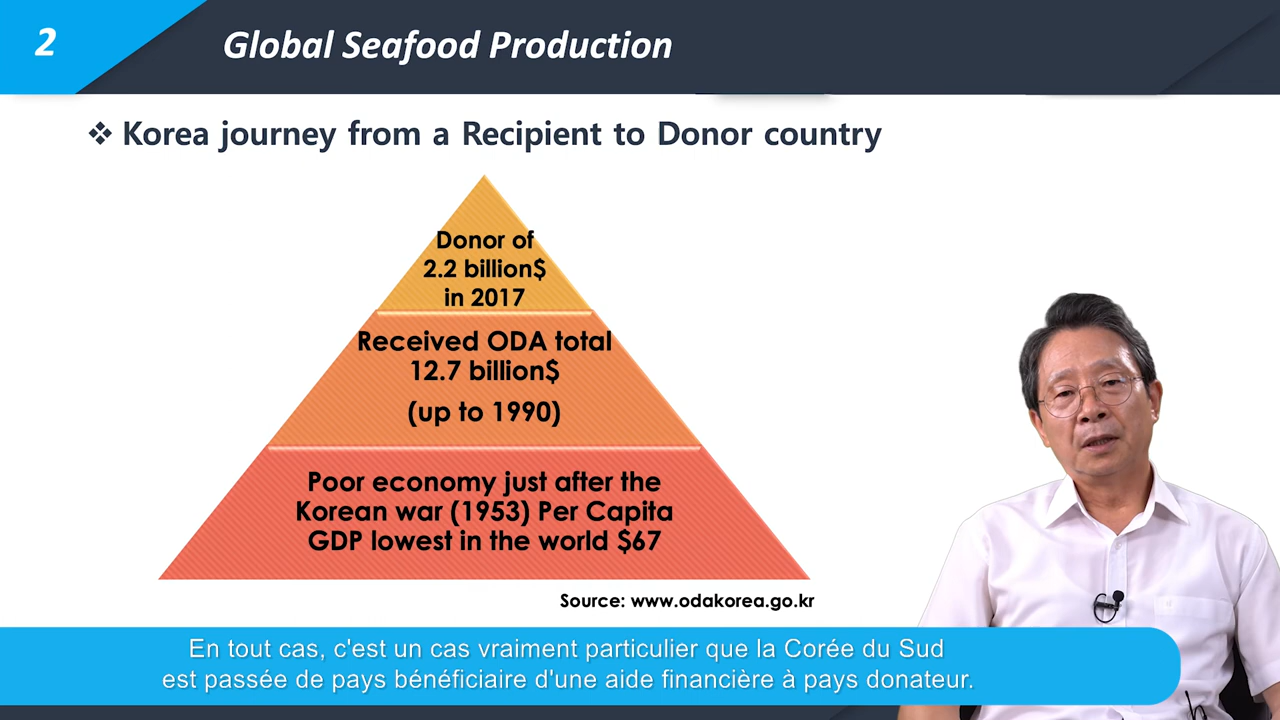 2
Global Seafood Production
❖ Korea journey from a Recipient to Donor country
Donor of
2.2 billion$
in 2017
Received ODA total
12.7 billion$
(up to 1990)
Poor economy just after the
Korean war (1953) Per Capita
GDP lowest in the world $67
Source: www.odakorea.go.kr
En tout cas, c'est un cas vraiment particulier que la Corée du Sud
est passée de pays bénéficiaire d'une aide financière à pays donateur.